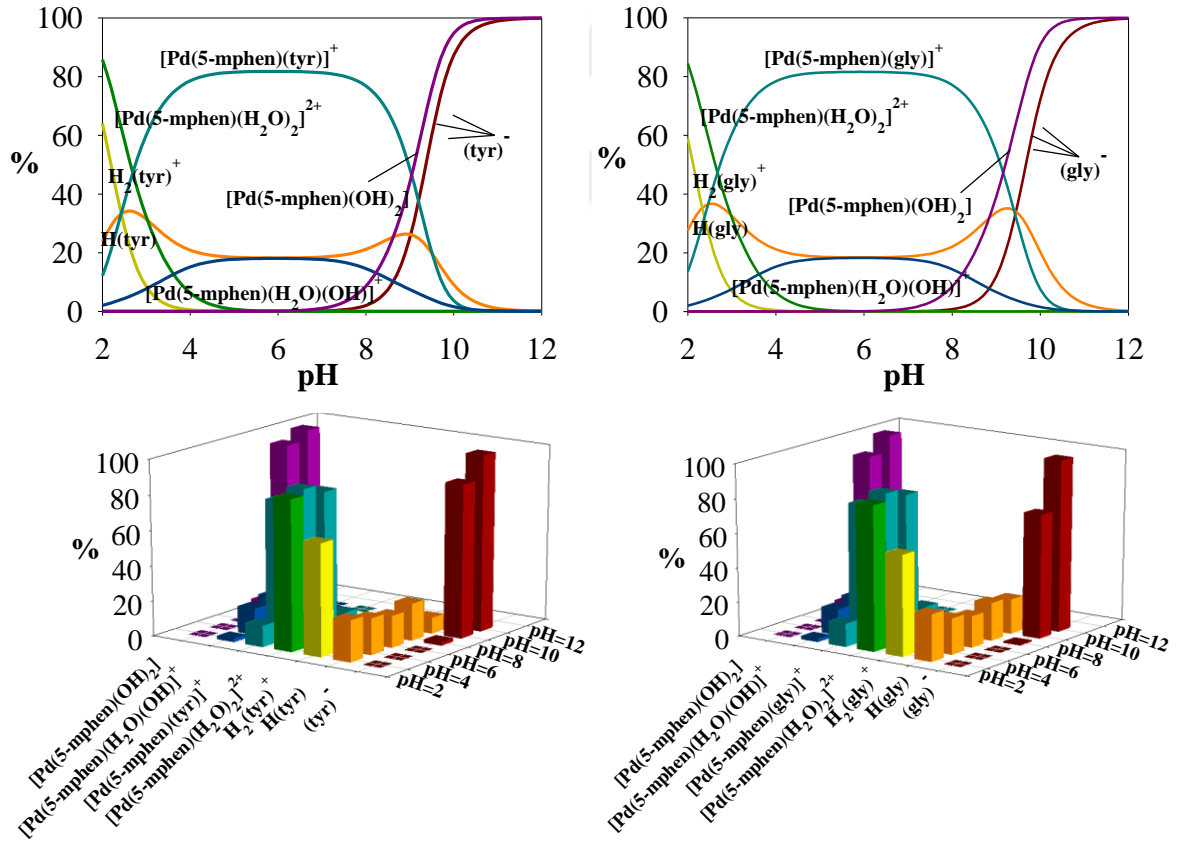 100
80
60
40
20
0
%
[Pd(5-mphen)(tyr)]+
[Pd(5-mphen)(H2O)2]2+
H2(tyr)+
H(tyr)
[Pd(5-mphen)(OH)2]
(tyr)-
[Pd(5-mphen)(H2O)(OH)]+
2 4 6 8 10 12
pH
100
80
60
40
20
0
%
[Pd(5-mphen)(gly)]+
[Pd(5-mphen)(H2O)2]2+
H2(gly)+
H(gly)
[Pd(5-mphen)(OH)2]
(gly)-
[Pd(5-mphen)(H2O)(OH)]+
2 4 6 8 10 12
pH
100
80
60
40
20
0
%
[Pd(5-mphen)(OH)2]
[Pd(5-mphen)(H2O)(OH)]+
[Pd(5-mphen)(tyr)]+
[Pd(5-mphen)(H2O)2]2+
H2(tyr)+
H(tyr)
(tyr)-
pH=2
pH=4
pH=6
pH=8
pH=10
pH=12
100
80
60
40
20
0
%
[Pd(5-mphen)(OH)2]
[Pd(5-mphen)(H2O)(OH)]+
[Pd(5-mphen)(gly)]+
[Pd(5-mphen)(H2O)2]2+
H2(gly)+
H(gly)
(gly)-
pH=2
pH=4
pH=6
pH=8
pH=10
pH=12